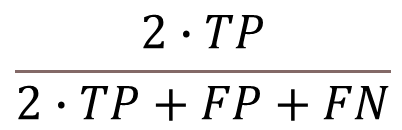 2 · TP
2 · TP + FP + FN